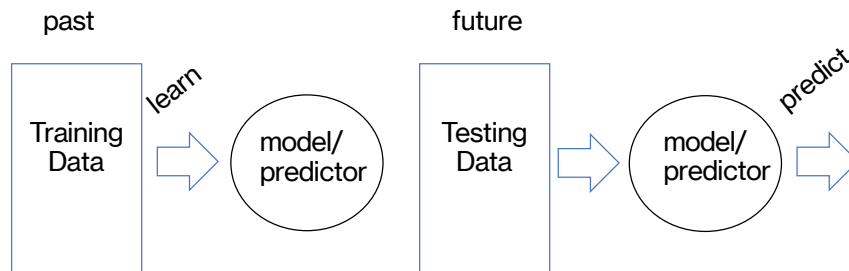 past
future
learn
predict
Training
Data
model/
predictor
Testing
Data
model/
predictor